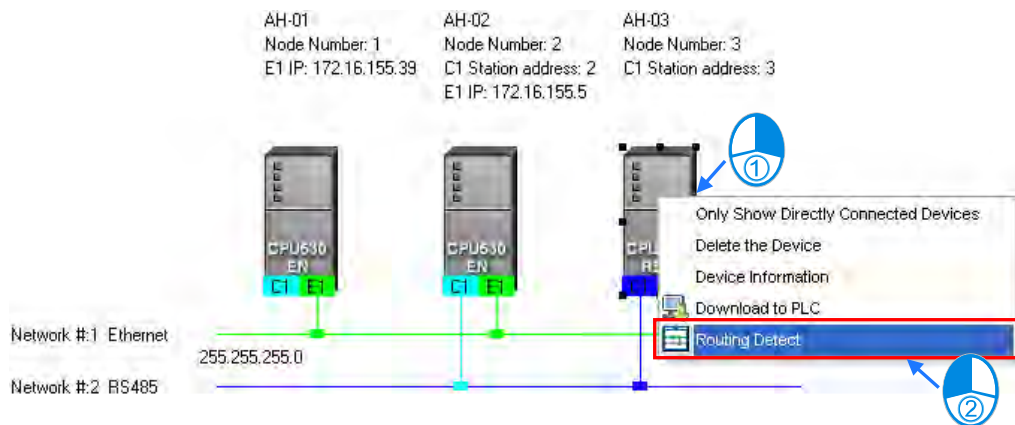 AH-01
Node Number: 1
E1 IP: 172.16.155.39
AH-02
Node Number: 2
C1 Station address: 2
E1 IP: 172.16.155.5
AH-03
Node Number: 3
C1 Station address: 3
CPU530
EN
C1 E1
CPU530
EN
C1 E1
①
Only Show Directly Connected Devices
Delete the Device
Device Information
Download to PLC
Routing Detect
②
Network #:1 Ethernet
255.255.255.0
Network #:2 RS485